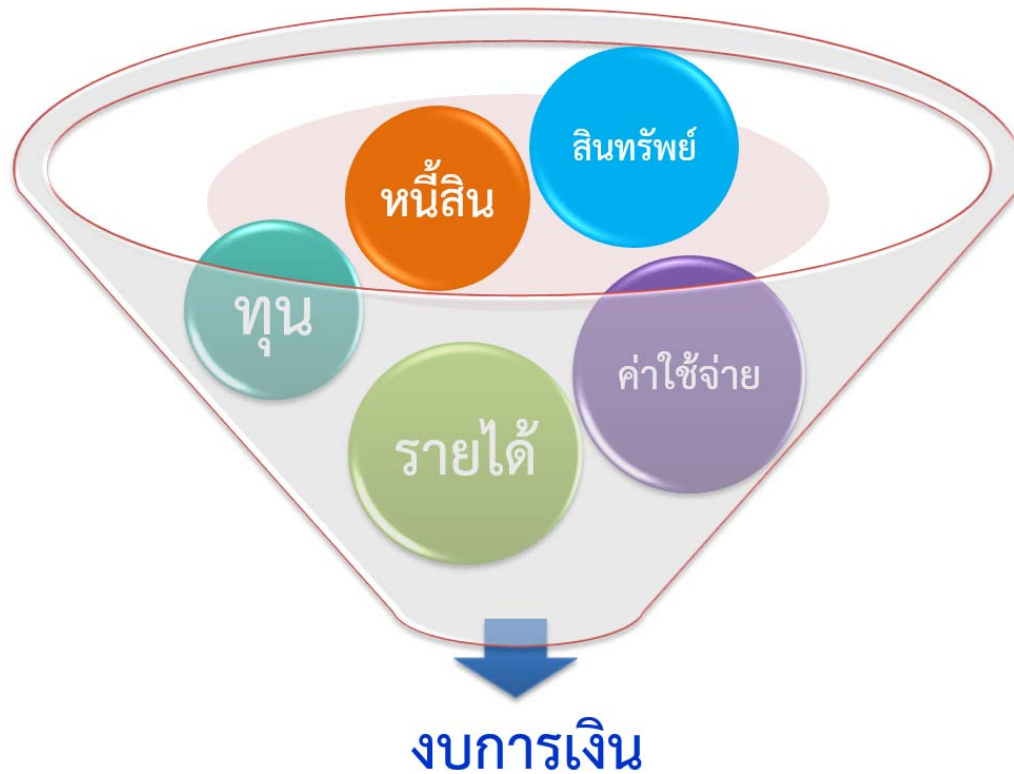 สินทรัพย์
หนี้สิน
ทุน
ค่าใช้จ่าย
รายได้
งบการเงิน